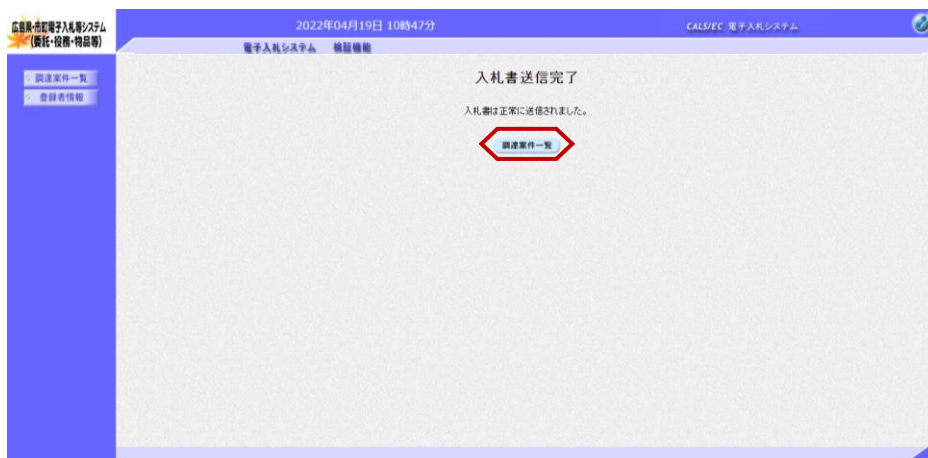 広島県・市町電子入札等システム
(委託・役務・物品等)
2022年04月19日 10時47分
CALS/EC 電子入札システム
電子入札システム 検証機能
調達案件一覧
登録者情報
入札書送信完了
入札書は正常に送信されました。
調達案件一覧